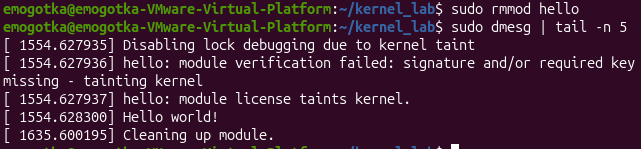 emogotka@emogotka-VMware-Virtual-Platform:~/kernel_lab$ sudo rmmod hello
emogotka@emogotka-VMware-Virtual-Platform:~/kernel_lab$ sudo dmesg | tail -n 5
[ 1554.627935] Disabling lock debugging due to kernel taint
[ 1554.627936] hello: module verification failed: signature and/or required key
missing - tainting kernel
[ 1554.627937] hello: module license taints kernel.
[ 1554.628300] Hello world!
[ 1635.600195] Cleaning up module.